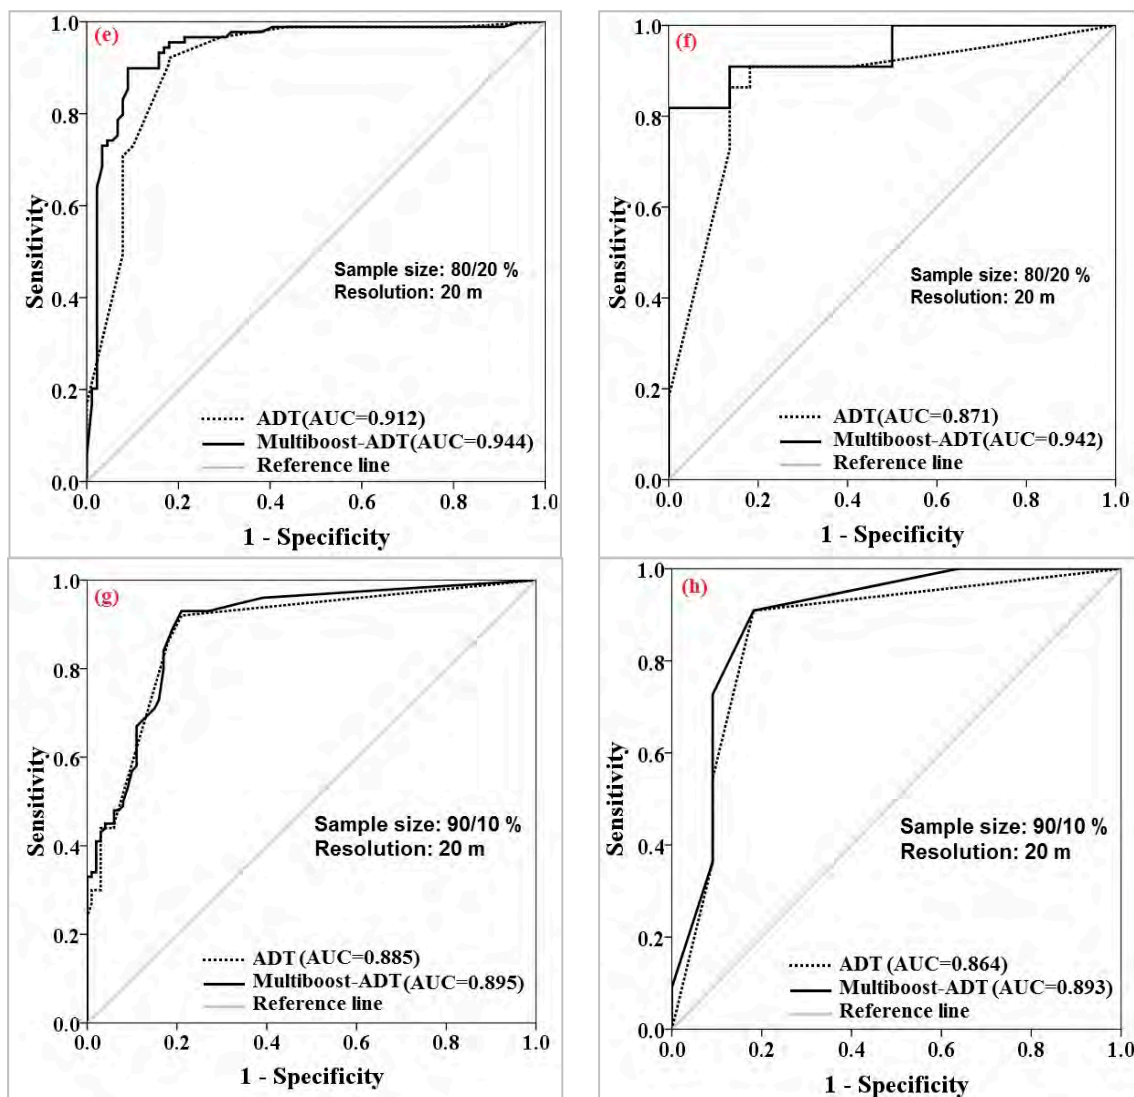 (e)
1.0
0.8
0.6
0.4
0.2
0.0
Sensitivity
Sample size: 80/20 %
Resolution: 20 m
ADT(AUC=0.912)
Multiboost-ADT(AUC=0.944)
Reference line
0.0 0.2 0.4 0.6 0.8 1.0
1 - Specificity
(f)
1.0
0.8
0.6
0.4
0.2
0.0
Sensitivity
Sample size: 80/20 %
Resolution: 20 m
ADT(AUC=0.871)
Multiboost-ADT(AUC=0.942)
Reference line
0.0 0.2 0.4 0.6 0.8 1.0
1 - Specificity
(g)
1.0
0.8
0.6
0.4
0.2
0.0
Sensitivity
Sample size: 90/10 %
Resolution: 20 m
ADT(AUC=0.885)
Multiboost-ADT(AUC=0.895)
Reference line
0.0 0.2 0.4 0.6 0.8 1.0
1 - Specificity
(h)
1.0
0.8
0.6
0.4
0.2
0.0
Sensitivity
Sample size: 90/10 %
Resolution: 20 m
ADT (AUC=0.864)
Multiboost-ADT (AUC=0.893)
Reference line
0.0 0.2 0.4 0.6 0.8 1.0
1 - Specificity